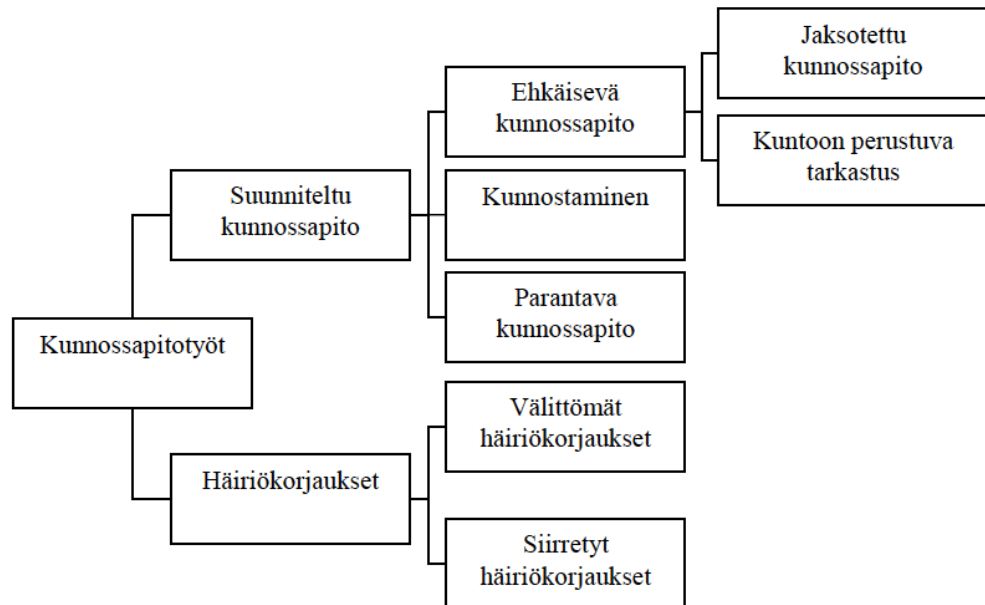 Jaksotettu
kunnossapito
Ehkäisevä
kunnossapito
Kuntoon perustuva
tarkastus
Suunniteltu
kunnossapito
Kunnostaminen
Parantava
kunnossapito
Kunnossapitotyöt
Välittömät
häiriökorjaukset
Häiriökorjaukset
Siirretyt
häiriökorjaukset